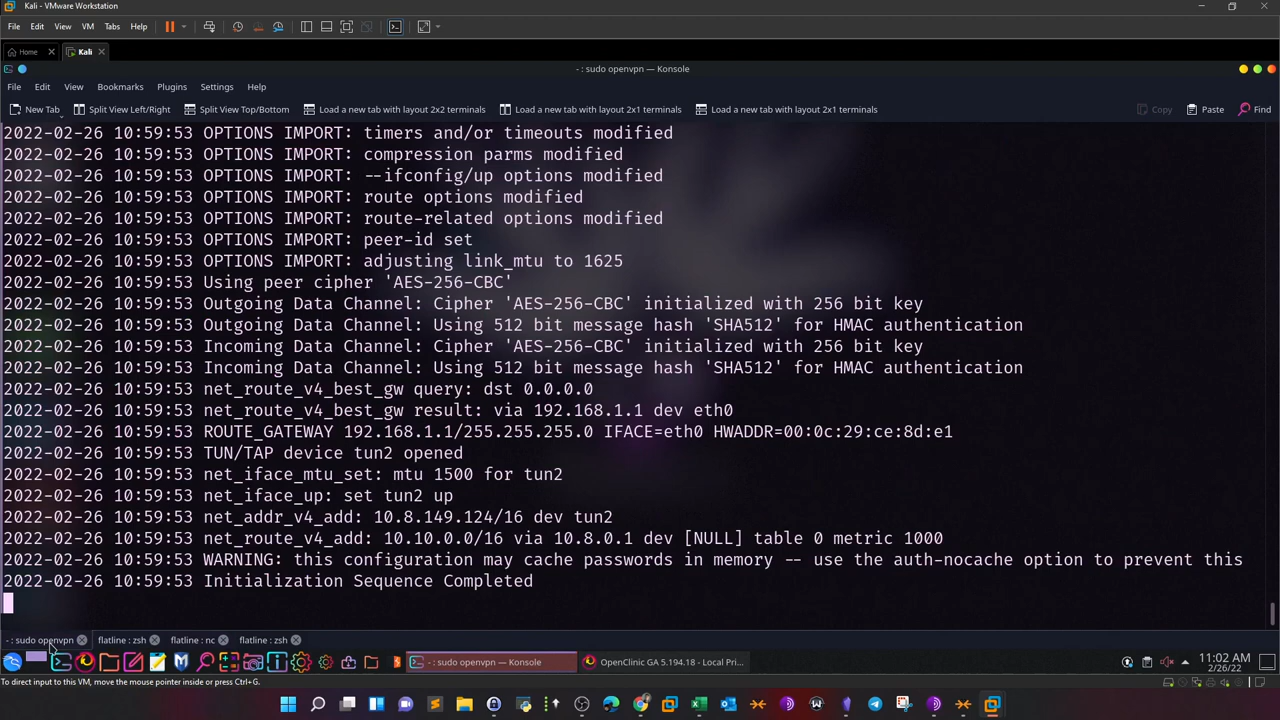 Kali - VMware Workstation
File Edit View VM Tabs Help
Home Kali
- : sudo openvpn — Konsole
File Edit View Bookmarks Plugins Settings Help
New Tab Split View Left/Right Split View Top/Bottom Load a new tab with layout 2x2 terminals Load a new tab with layout 2x1 terminals Load a new tab with layout 2x1 terminals Copy Paste Find
2022-02-26 10:59:53 OPTIONS IMPORT: timers and/or timeouts modified
2022-02-26 10:59:53 OPTIONS IMPORT: compression parms modified
2022-02-26 10:59:53 OPTIONS IMPORT: --ifconfig/up options modified
2022-02-26 10:59:53 OPTIONS IMPORT: route options modified
2022-02-26 10:59:53 OPTIONS IMPORT: route-related options modified
2022-02-26 10:59:53 OPTIONS IMPORT: peer-id set
2022-02-26 10:59:53 OPTIONS IMPORT: adjusting link_mtu to 1625
2022-02-26 10:59:53 Using peer cipher 'AES-256-CBC'
2022-02-26 10:59:53 Outgoing Data Channel: Cipher 'AES-256-CBC' initialized with 256 bit key
2022-02-26 10:59:53 Outgoing Data Channel: Using 512 bit message hash 'SHA512' for HMAC authentication
2022-02-26 10:59:53 Incoming Data Channel: Cipher 'AES-256-CBC' initialized with 256 bit key
2022-02-26 10:59:53 Incoming Data Channel: Using 512 bit message hash 'SHA512' for HMAC authentication
2022-02-26 10:59:53 net_route_v4_best_gw query: dst 0.0.0.0
2022-02-26 10:59:53 net_route_v4_best_gw result: via 192.168.1.1 dev eth0
2022-02-26 10:59:53 ROUTE_GATEWAY 192.168.1.1/255.255.255.0 IFACE=eth0 HWADDR=00:0c:29:ce:8d:e1
2022-02-26 10:59:53 TUN/TAP device tun2 opened
2022-02-26 10:59:53 net_iface_mtu_set: mtu 1500 for tun2
2022-02-26 10:59:53 net_iface_up: set tun2 up
2022-02-26 10:59:53 net_addr_v4_add: 10.8.149.124/16 dev tun2
2022-02-26 10:59:53 net_route_v4_add: 10.10.0.0/16 via 10.8.0.1 dev [NULL] table 0 metric 1000
2022-02-26 10:59:53 WARNING: this configuration may cache passwords in memory -- use the auth-nocache option to prevent this
2022-02-26 10:59:53 Initialization Sequence Completed
- : sudo openvpn flatline : zsh flatline : nc flatline : zsh
- : sudo openvpn — Konsole OpenClinic GA 5.194.18 - Local Pri... 11:02 AM
2/26/22
To direct input to this VM, move the mouse pointer inside or press Ctrl+G.